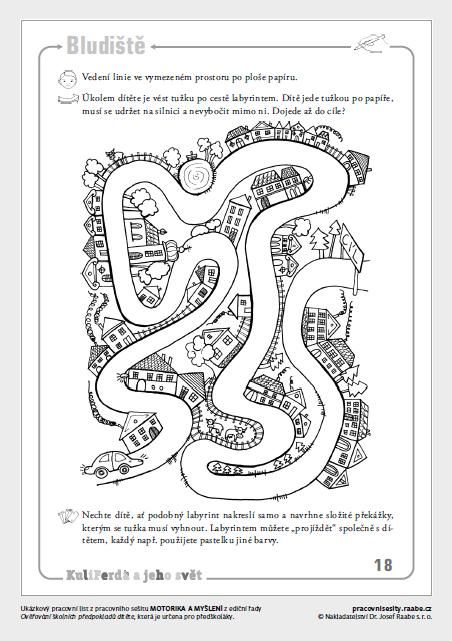 Bludiště
Vedení linie ve vymezeném prostoru po ploše papíru.
Úkolem dítěte je vést tužku po cestě labyrintem. Dítě jede tužkou po papíře,
musí se udržet na silnici a nevybočit mimo ni. Dojede až do cíle?
Nechte dítě, ať podobný labyrint nakreslí samo a navrhne složité překážky,
kterým se tužka musí vyhnout. Labyrintem můžete „projíždět“ společně s dí-
tětem, každý např. použijete pastelku jiné barvy.
18
Kuliferda a jeho svět
Ukázkový pracovní list z pracovního sešitu MOTORIKA A MYŠLENÍ z ediční řady
Ověřování školních předpokladů dítěte, která je určena pro předškoláky.
pracovnisesity.raabe.cz
© Nakladatelství Dr. Josef Raabe s. r. o.